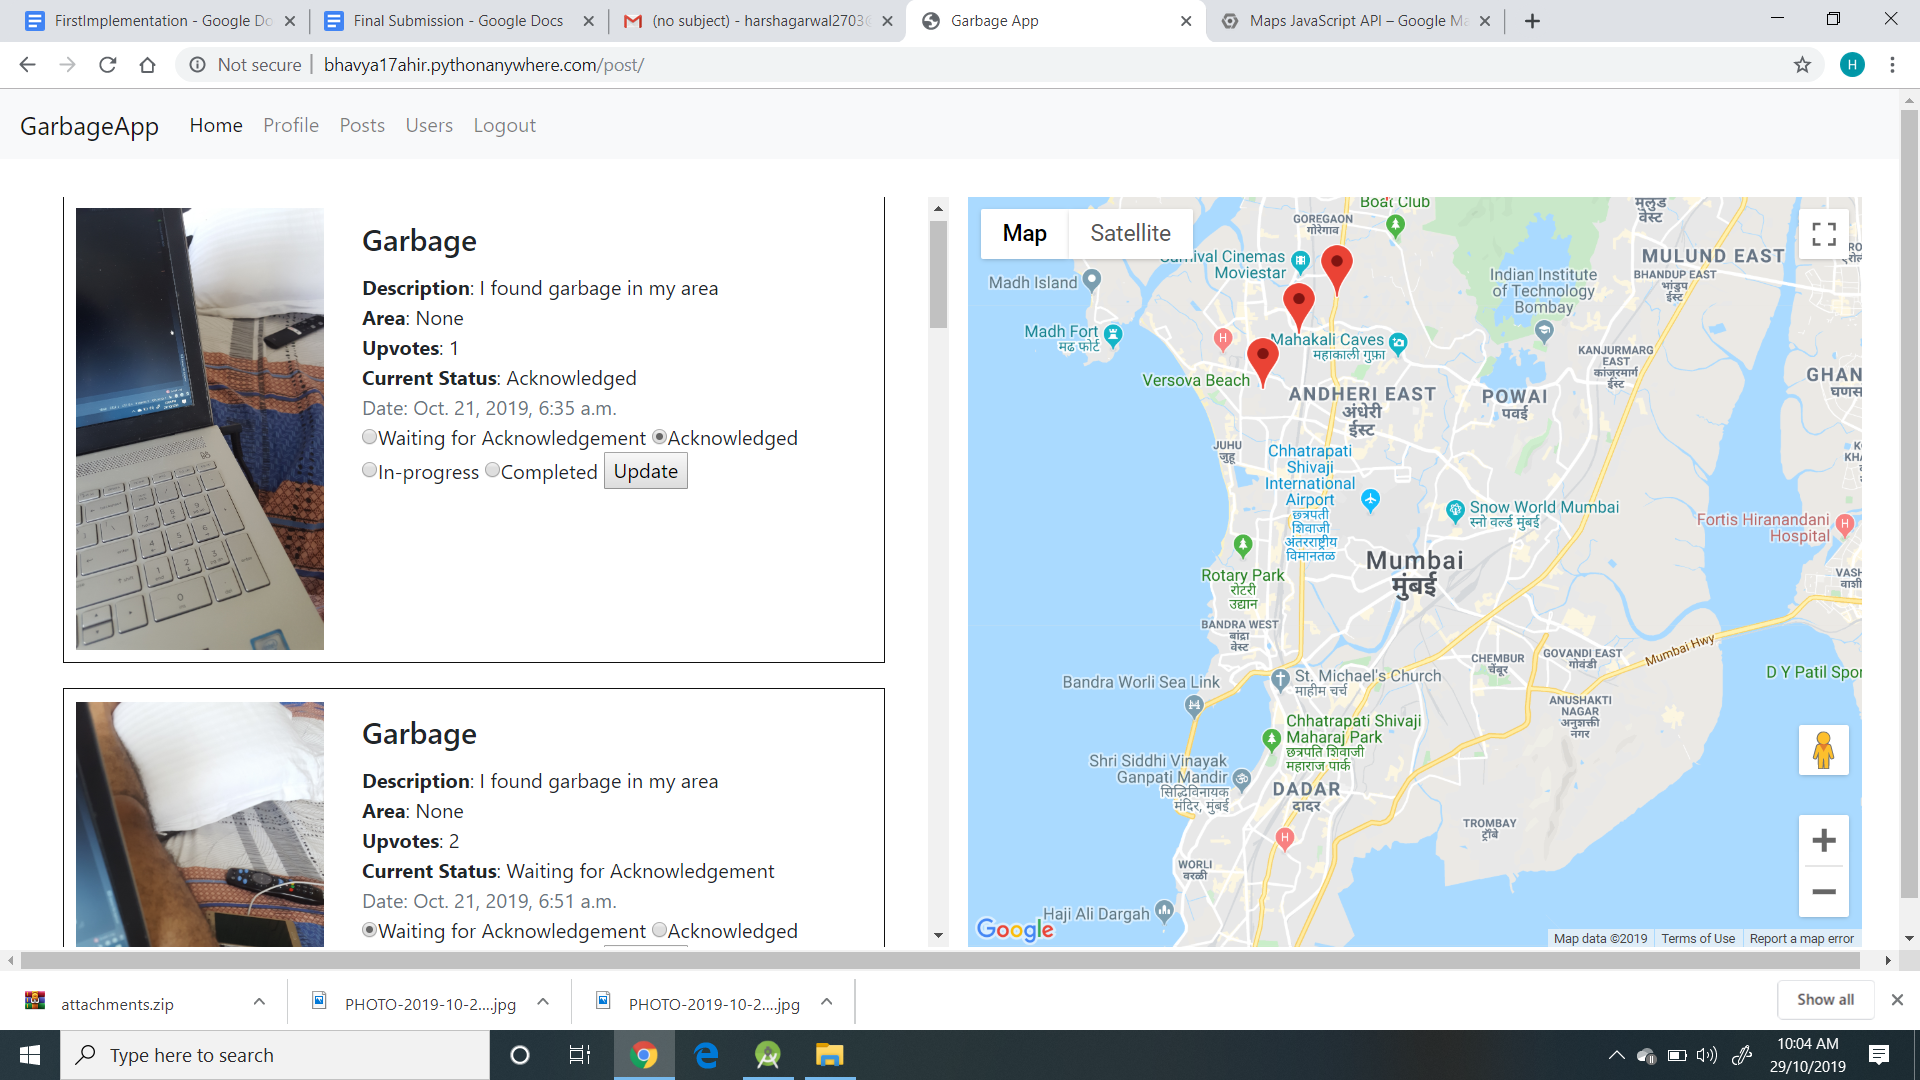 FirstImplementation - Google Do
Final Submission - Google Docs
(no subject) - harshagarwal2703@
Garbage App
Maps JavaScript API – Google Ma
Not secure
bhavya17ahir.pythonanywhere.com/post/
H
GarbageApp
Home
Profile
Posts
Users
Logout
Garbage
Description: I found garbage in my area
Area: None
Upvotes: 1
Current Status: Acknowledged
Date: Oct. 21, 2019, 6:35 a.m.
Waiting for Acknowledgement Acknowledged
In-progress Completed Update
Garbage
Description: I found garbage in my area
Area: None
Upvotes: 2
Current Status: Waiting for Acknowledgement
Date: Oct. 21, 2019, 6:51 a.m.
Waiting for Acknowledgement Acknowledged
Map
Satellite
Boat Club
GOREGAON
गोरेगाव
मुलुंड
वेस्ट
Carnival Cinemas
Moviestar
MULUND EAST
BHANDUP EAST
भांडुप
ईस्ट
Madh Island
Indian Institute
of Technology
Bombay
Madh Fort
मढ फोर्ट
H
Mahakali Caves
महाकाली गुफ़ा
KANJURMARG
EAST
कांजुरमार्ग
ईस्ट
Versova Beach
ANDHERI EAST
अंधेरी
ईस्ट
POWAI
पवई
GHAN
घणस
JUHU
जुहू
Chhatrapati
Shivaji
International
Airport
छत्रपती
शिवाजी
अंतरराष्ट्रीय
विमानतळ
Snow World Mumbai
स्नो वर्ल्ड मुंबई
Fortis Hiranandani
Hospital
H
Mumbai
मुंबई
Rotary Park
रोटरी
उद्यान
VASH
वाशी
BANDRA WEST
बांद्रा
वेस्ट
CHEMBUR
चेंबूर
GOVANDI EAST
गोवंडी
Mumbai Hwy
D Y Patil Spor
Bandra Worli Sea Link
St. Michael's Church
माहीम चर्च
ANUSHAKTI
NAGAR
अनुशक्ती
नगर
Chhatrapati Shivaji
Maharaj Park
छत्रपति शिवाजी
महाराज पार्क
Shri Siddhi Vinayak
Ganpati Mandir
सिद्धिविनायक
मंदिर, मुंबई
DADAR
दादर
TROMBAY
ट्रॉंबे
H
WORLI
वरळी
Haji Ali Dargah
Google
Map data ©2019
Terms of Use
Report a map error
attachments.zip
PHOTO-2019-10-2....jpg
PHOTO-2019-10-2....jpg
Show all
Type here to search
10:04 AM
29/10/2019